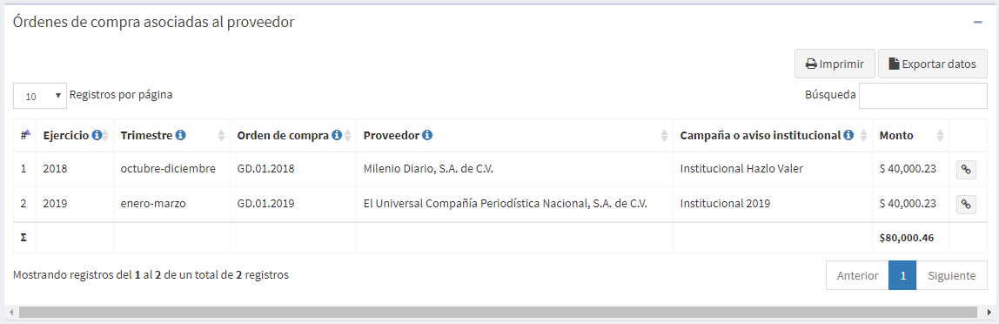 Órdenes de compra asociadas al proveedor
Imprimir Exportar datos
10 Registros por página Búsqueda
# Ejercicio Trimestre Orden de compra Proveedor Campaña o aviso institucional Monto
1 2018 octubre-diciembre GD.01.2018 Milenio Diario, S.A. de C.V. Institucional Hazlo Valer $ 40,000.23
2 2019 enero-marzo GD.01.2019 El Universal Compañía Periodística Nacional, S.A. de C.V. Institucional 2019 $ 40,000.23
Σ $80,000.46
Mostrando registros del 1 al 2 de un total de 2 registros Anterior 1 Siguiente